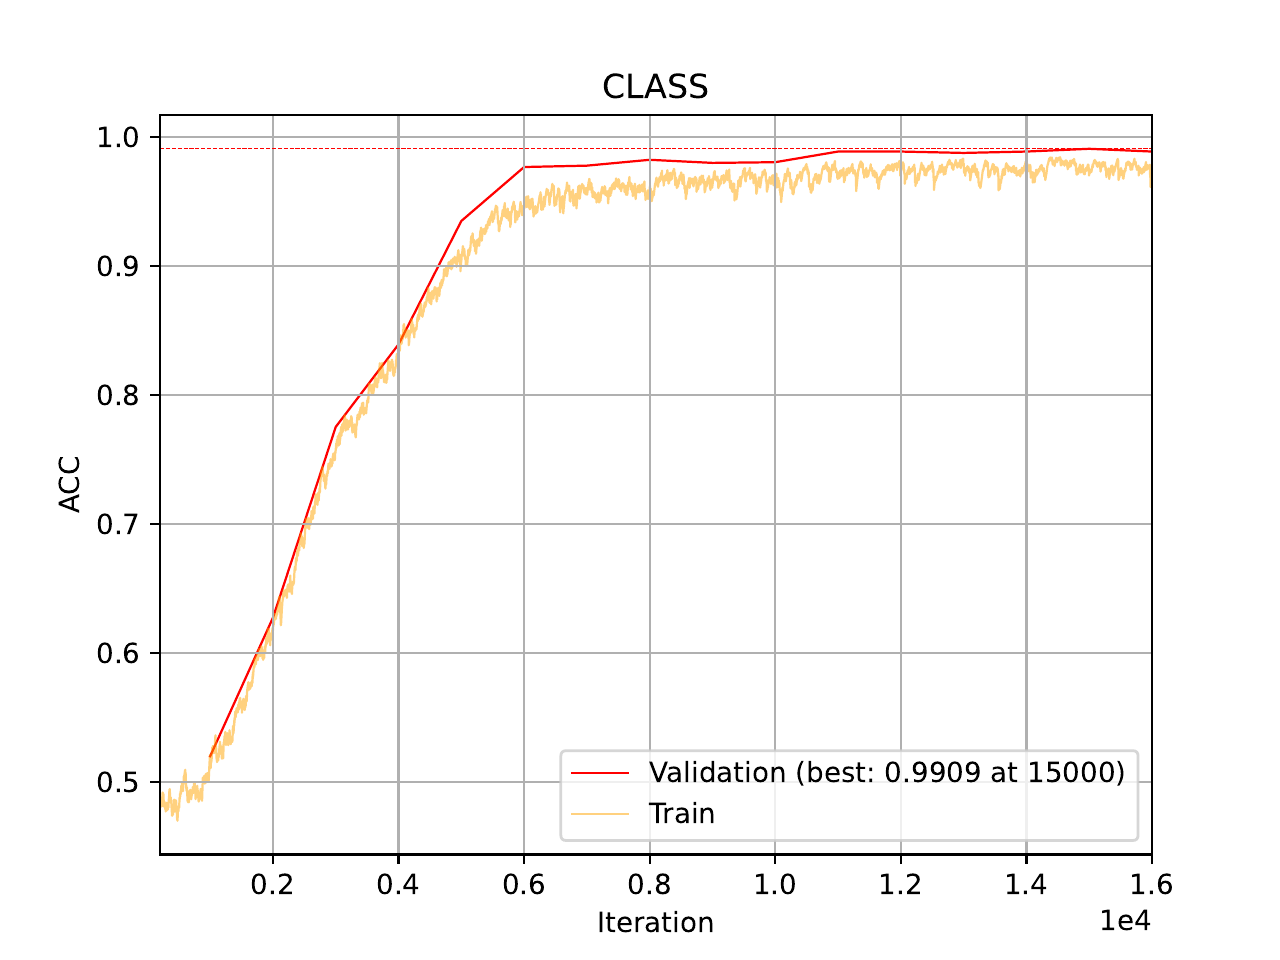 CLASS
1.0
0.9
0.8
0.7
0.6
0.5
ACC
Validation (best: 0.9909 at 15000)
Train
0.2 0.4 0.6 0.8 1.0 1.2 1.4 1.6
1e4
Iteration